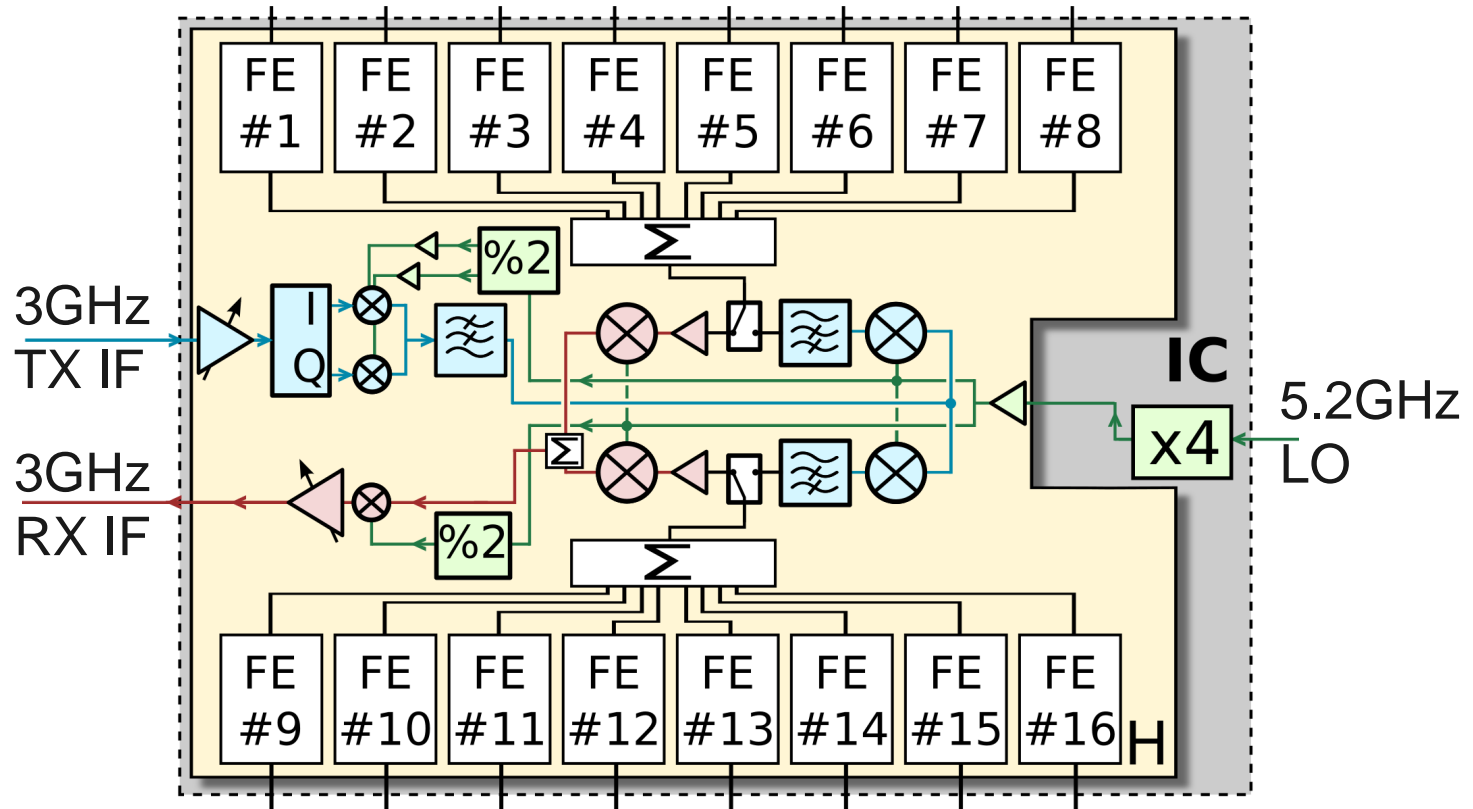 FE #1
FE #2
FE #3
FE #4
FE #5
FE #6
FE #7
FE #8
Σ
%2
3GHz
TX IF
I
Q
IC
5.2GHz
LO
x4
Σ
3GHz
RX IF
%2
Σ
FE #9
FE #10
FE #11
FE #12
FE #13
FE #14
FE #15
FE #16
H